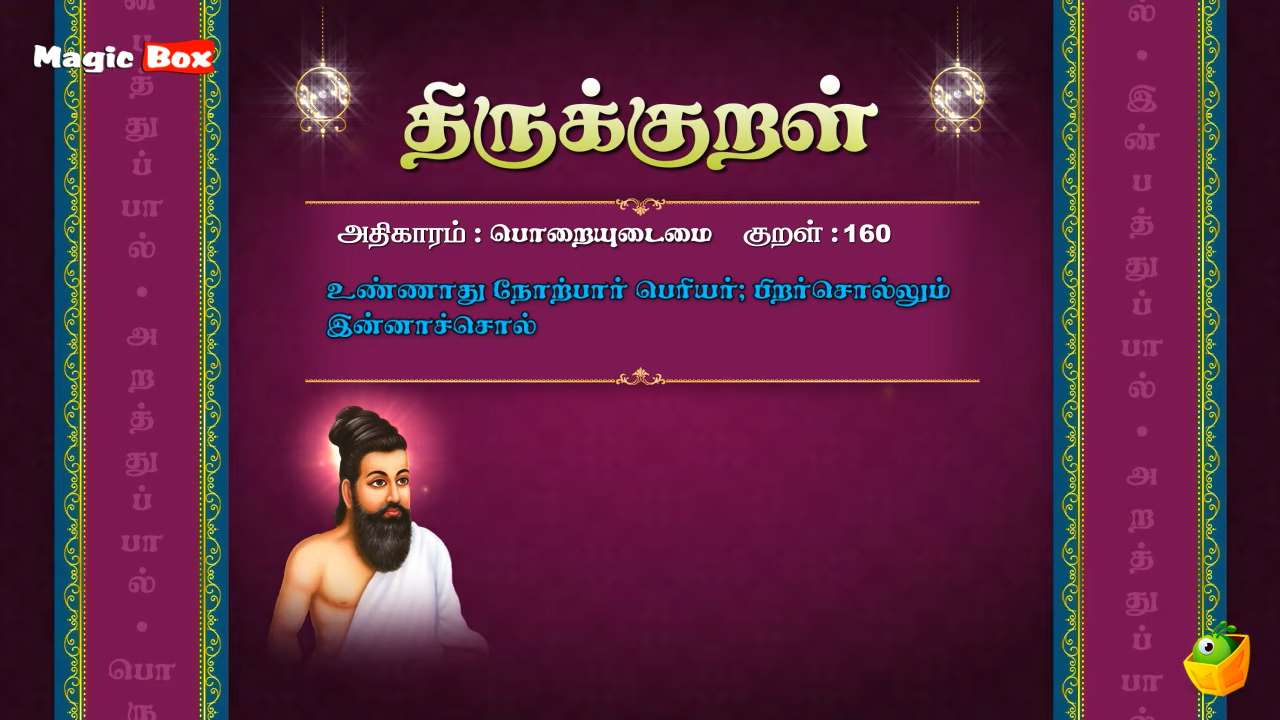 Magic Box
திருக்குறள்
அதிகாரம் : பொறையுடைமை குறள் : 160
உண்ணாது நோற்பார் பெரியர்; பிறர்சொல்லும்
இன்னாச்சொல்
து
ப்
பா
ல்
•
அ
ற
த்
து
ப்
பா
ல்
•
பொ
ரு
ல்
•
இ
ன்
ப
த்
து
ப்
பா
ல்
•
அ
ற
த்
து
ப்
பா